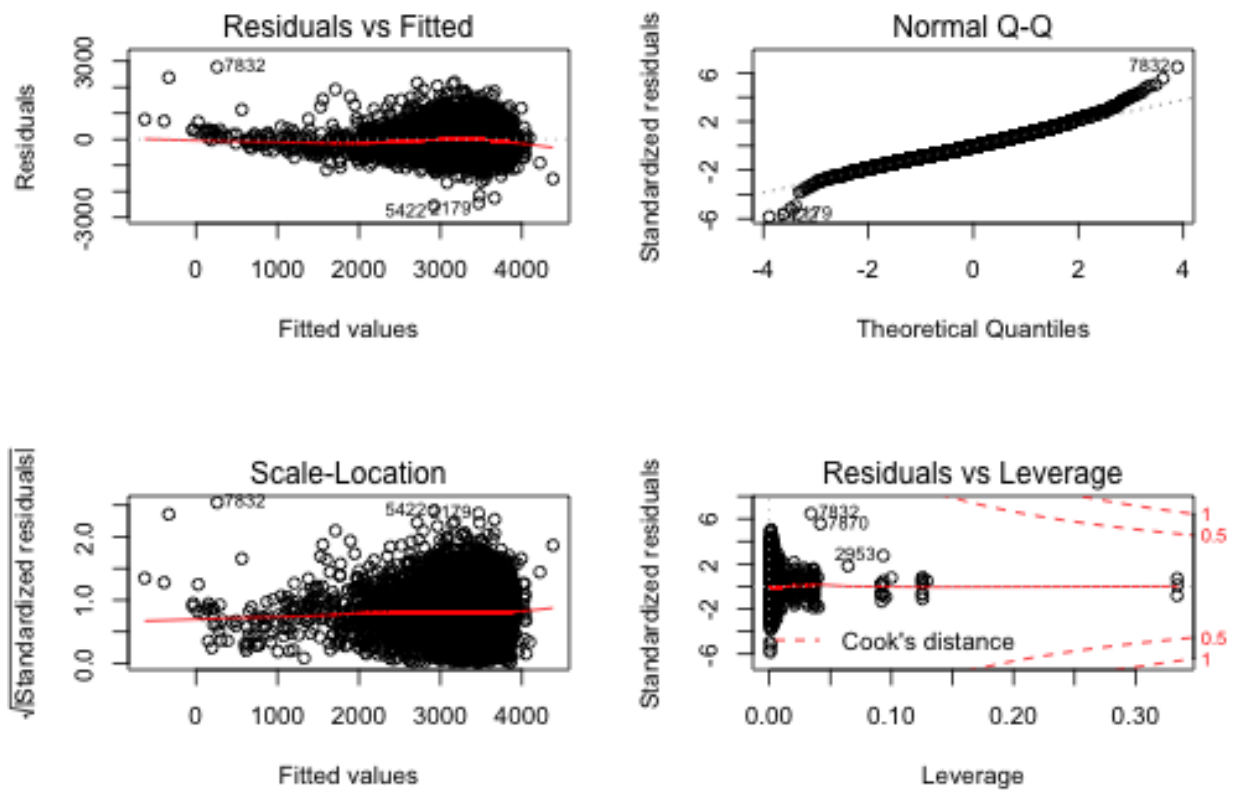 Residuals vs Fitted
Residuals
3000
0
-3000
7832
5422
2179
0 1000 2000 3000 4000
Fitted values
Normal Q-Q
Standardized residuals
6
2
-2
-6
7832
2179
-4 -2 0 2 4
Theoretical Quantiles
Scale-Location
√|Standardized residuals|
2.0
1.0
0.0
7832
5422
2179
0 1000 2000 3000 4000
Fitted values
Residuals vs Leverage
Standardized residuals
6
2
-2
-6
7832
7870
2953
Cook's distance
1
0.5
0.5
1
0.00 0.10 0.20 0.30
Leverage